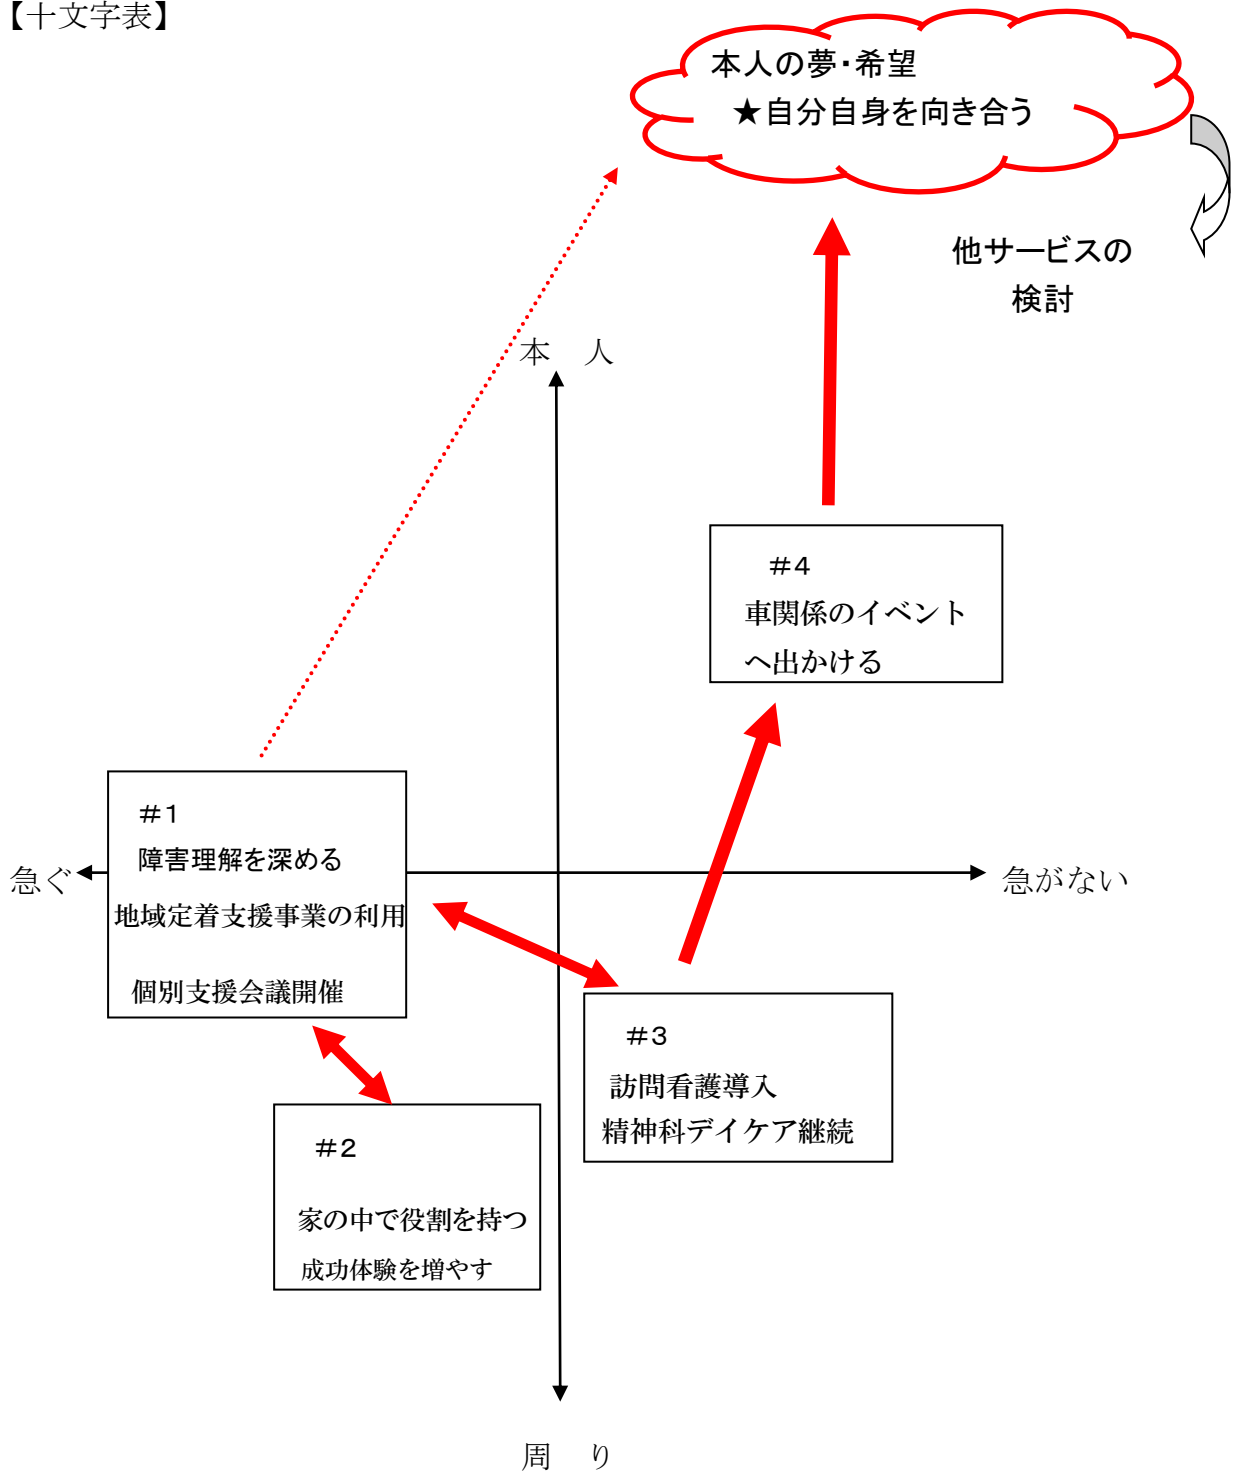 【十文字表】
本人の夢・希望
★自分自身を向き合う
他サービスの
検討
本　人
＃４
車関係のイベント
へ出かける
＃１
障害理解を深める
地域定着支援事業の利用
個別支援会議開催
急ぐ
急がない
＃３
訪問看護導入
精神科デイケア継続
＃２
家の中で役割を持つ
成功体験を増やす
周　り